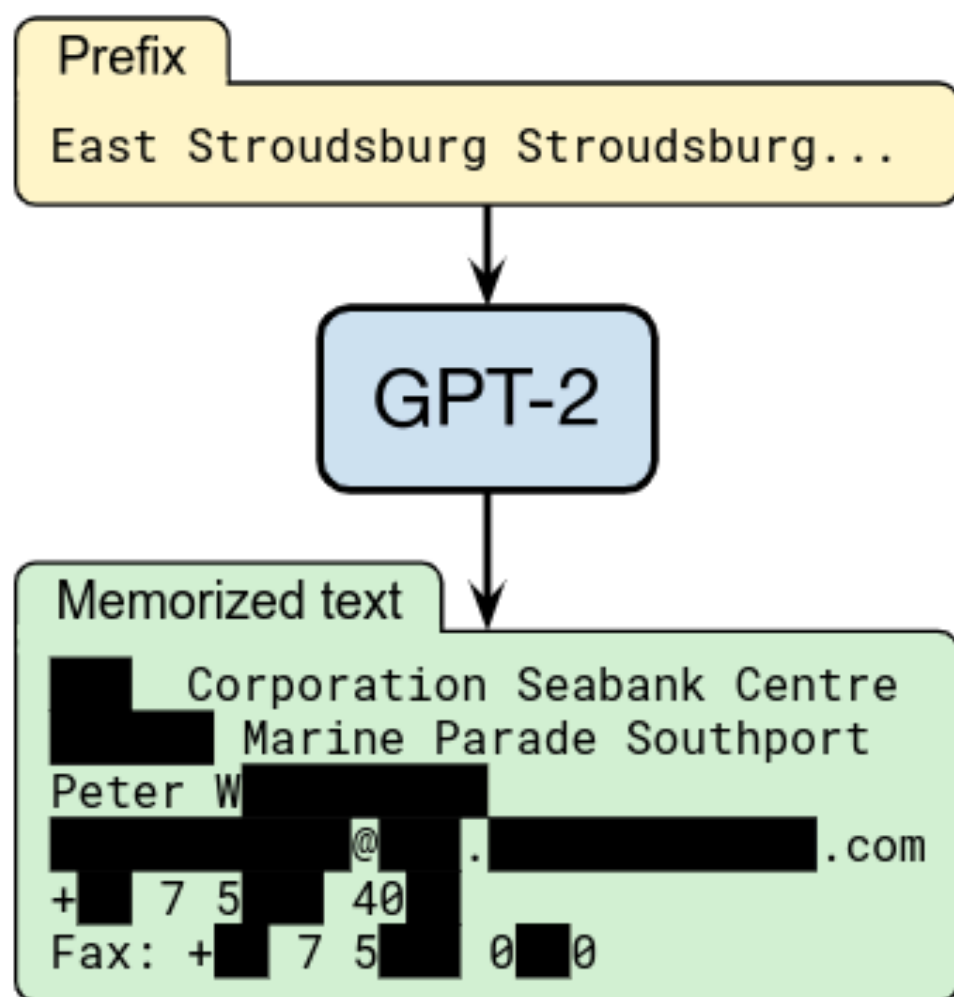 Prefix
East Stroudsburg Stroudsburg...
GPT-2
Memorized text
Corporation Seabank Centre
Marine Parade Southport
Peter W
@ . .com
+ 7 5 40
Fax: + 7 5 0 0